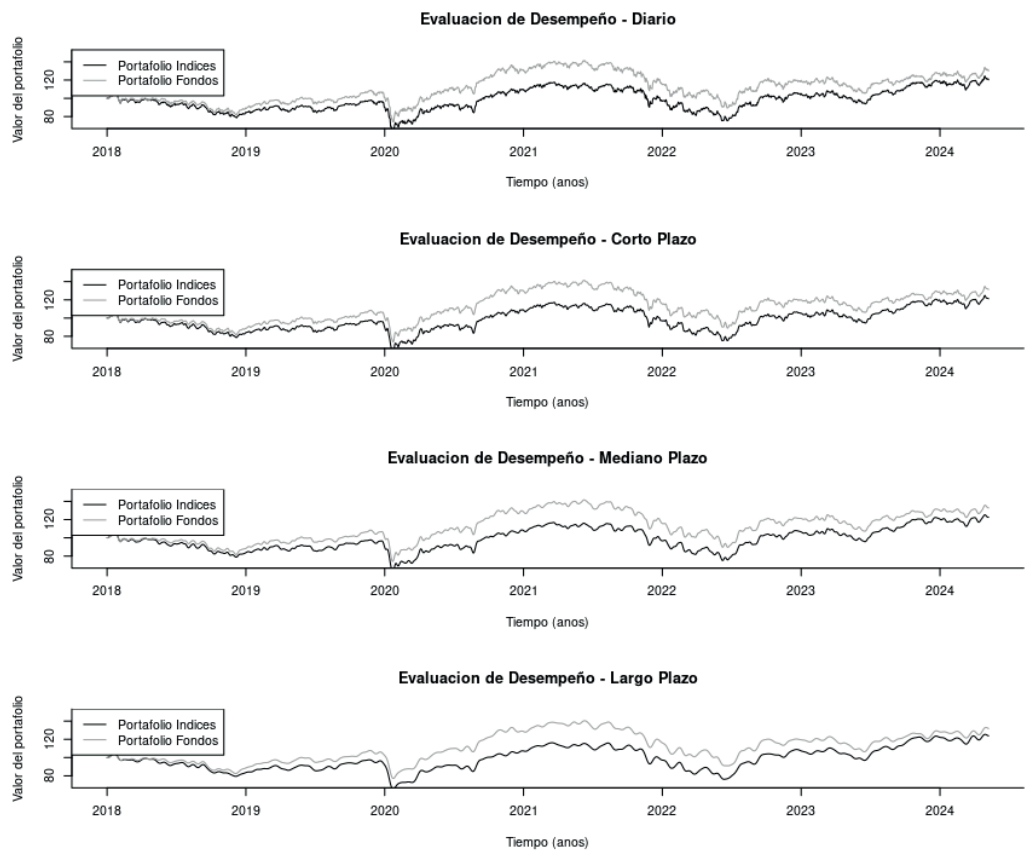 Evaluacion de Desempeño - Diario
Valor del portafolio
80
120
Portafolio Indices
Portafolio Fondos
2018 2019 2020 2021 2022 2023 2024
Tiempo (anos)
Evaluacion de Desempeño - Corto Plazo
Valor del portafolio
80
120
Portafolio Indices
Portafolio Fondos
2018 2019 2020 2021 2022 2023 2024
Tiempo (anos)
Evaluacion de Desempeño - Mediano Plazo
Valor del portafolio
80
120
Portafolio Indices
Portafolio Fondos
2018 2019 2020 2021 2022 2023 2024
Tiempo (anos)
Evaluacion de Desempeño - Largo Plazo
Valor del portafolio
80
120
Portafolio Indices
Portafolio Fondos
2018 2019 2020 2021 2022 2023 2024
Tiempo (anos)